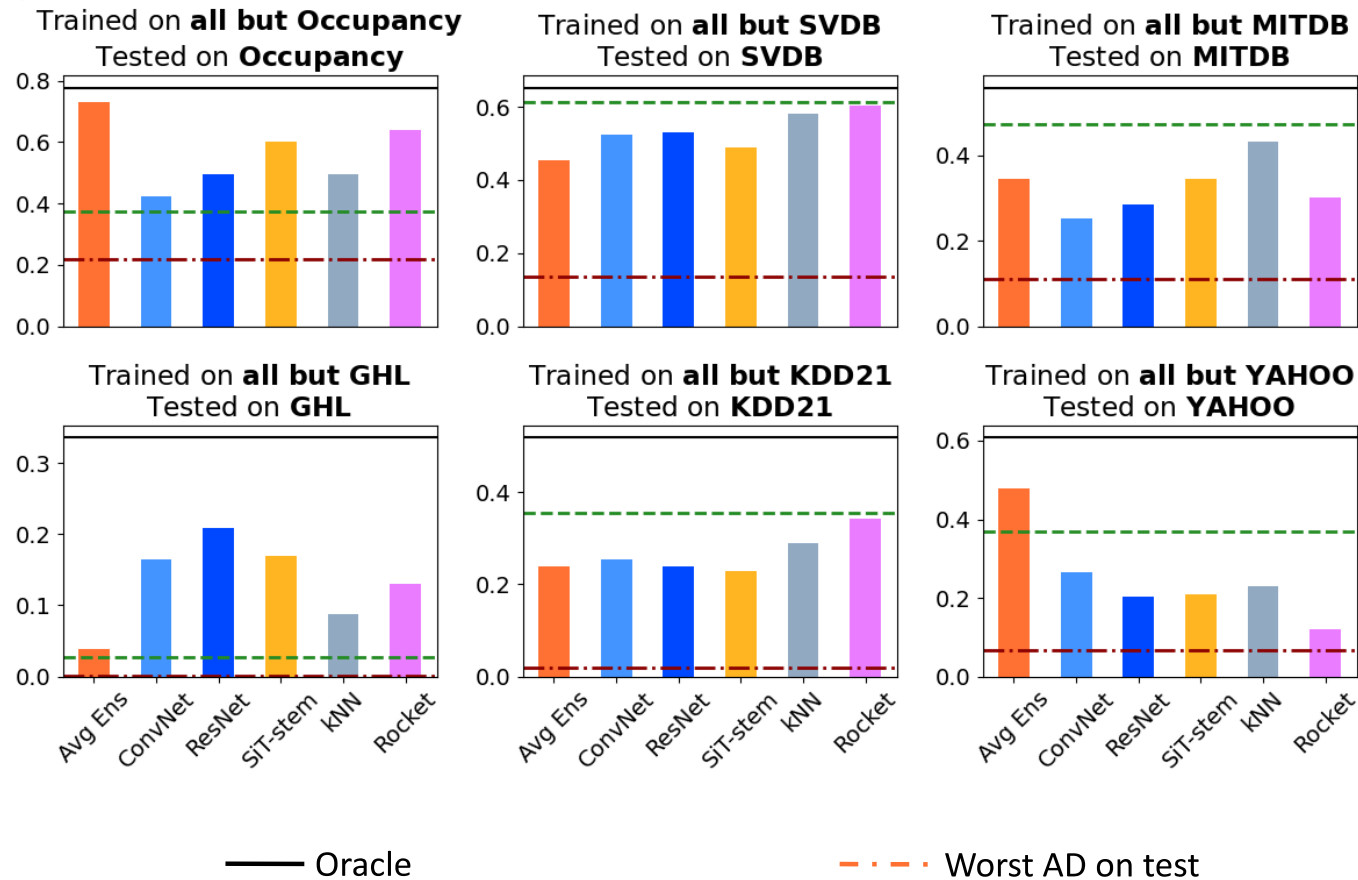 Trained on all but Occupancy
Tested on Occupancy
Trained on all but SVDB
Tested on SVDB
Trained on all but MITDB
Tested on MITDB
0.8
0.6
0.4
0.2
0.0
0.6
0.4
0.2
0.0
0.4
0.2
0.0
Trained on all but GHL
Tested on GHL
Trained on all but KDD21
Tested on KDD21
Trained on all but YAHOO
Tested on YAHOO
0.3
0.2
0.1
0.0
0.4
0.2
0.0
0.6
0.4
0.2
0.0
Avg Ens
ConvNet
ResNet
SiT-stem
kNN
Rocket
Avg Ens
ConvNet
ResNet
SiT-stem
kNN
Rocket
Avg Ens
ConvNet
ResNet
SiT-stem
kNN
Rocket
Oracle
Worst AD on test